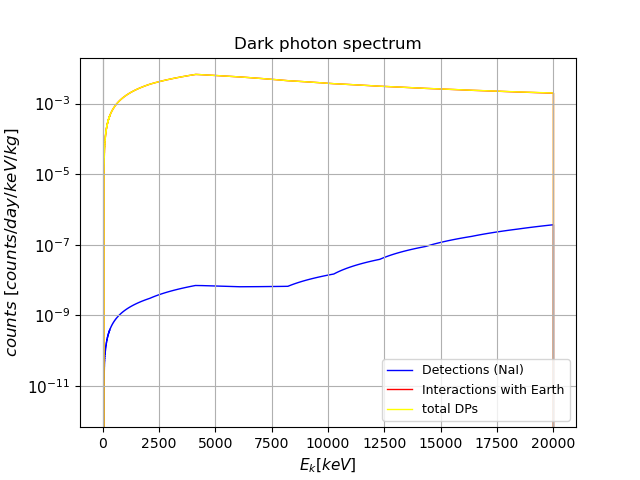 Dark photon spectrum
counts [counts/day/keV/kg]
10⁻³
10⁻⁵
10⁻⁷
10⁻⁹
10⁻¹¹
Detections (NaI)
Interactions with Earth
total DPs
0 2500 5000 7500 10000 12500 15000 17500 20000
Eₖ[keV]